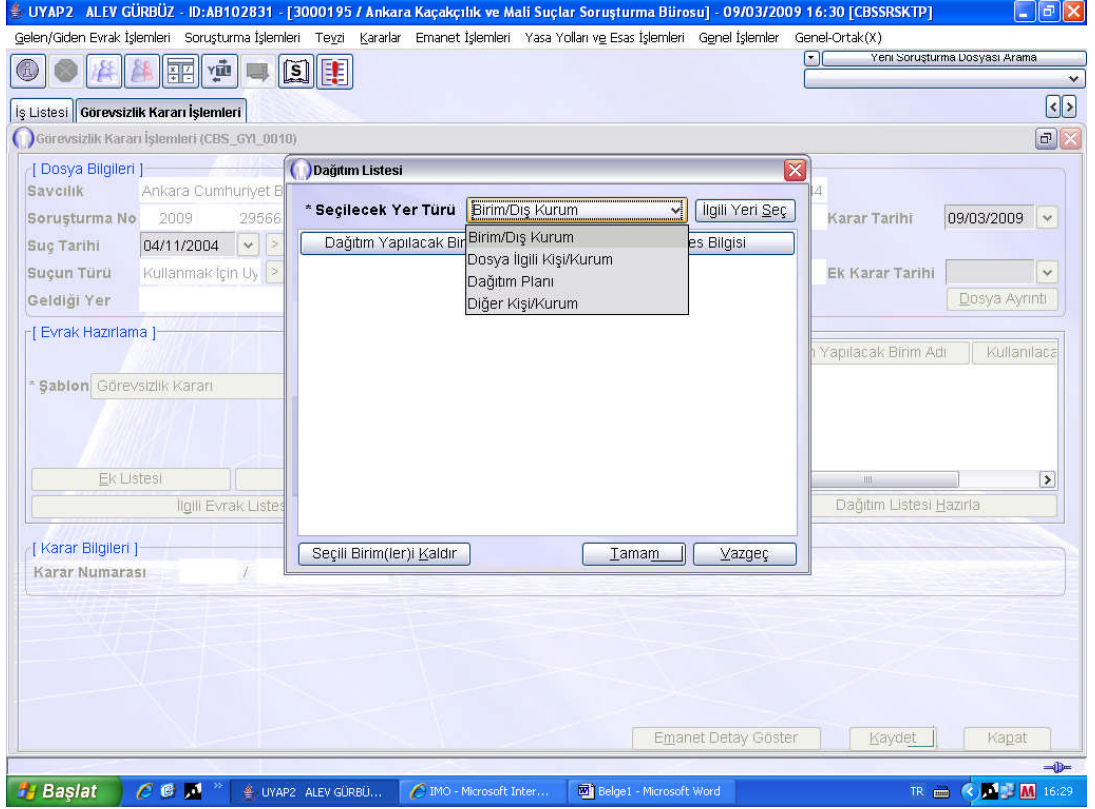 UYAP2 ALEV GÜRBÜZ - ID:AB102831 - [3000195 / Ankara Kaçakçılık ve Mali Suçlar Soruşturma Bürosu] - 09/03/2009 16:30 [CBSSRSKTP]
Gelen/Giden Evrak İşlemleri Soruşturma İşlemleri Tevzi Kararlar Emanet İşlemleri Yasa Yolları ve Esas İşlemleri Genel İşlemler Genel-Ortak(X)
Yeni Soruşturma Dosyası Arama
İş Listesi Görevsizlik Kararı İşlemleri
Görevsizlik Kararı İşlemleri (CBS_GYI_0010)
[ Dosya Bilgileri ]
Dağıtım Listesi
Savcılık Ankara Cumhuriyet
* Seçilecek Yer Türü Birim/Dış Kurum İlgili Yeri Seç
Soruşturma No 2009 29566 Karar Tarihi 09/03/2009
Suç Tarihi 04/11/2004 >
Dağıtım Yapılacak Bilgisi
Birim/Dış Kurum
Dosya İlgili Kişi/Kurum
Dağıtım Planı
Diğer Kişi/Kurum
Suçun Türü Kullanmak İçin Uy > Ek Karar Tarihi
Geldiği Yer Dosya Ayrıntı
[ Evrak Hazırlama ]
Yapılacak Birim Adı
* Şablon Görevsizlik Kararı
Ek Listesi
İlgili Evrak Dağıtım Listesi Hazırla
[ Karar Bilgileri ]
Seçili Birim(ler)i Kaldır Tamam Vazgeç
Karar Numarası /
Emanet Detay Göster Kaydet Kapat
Başlat UYAP2 ALEV GÜRBÜ... IMO - Microsoft Inter... Belge1 - Microsoft Word TR 16:29